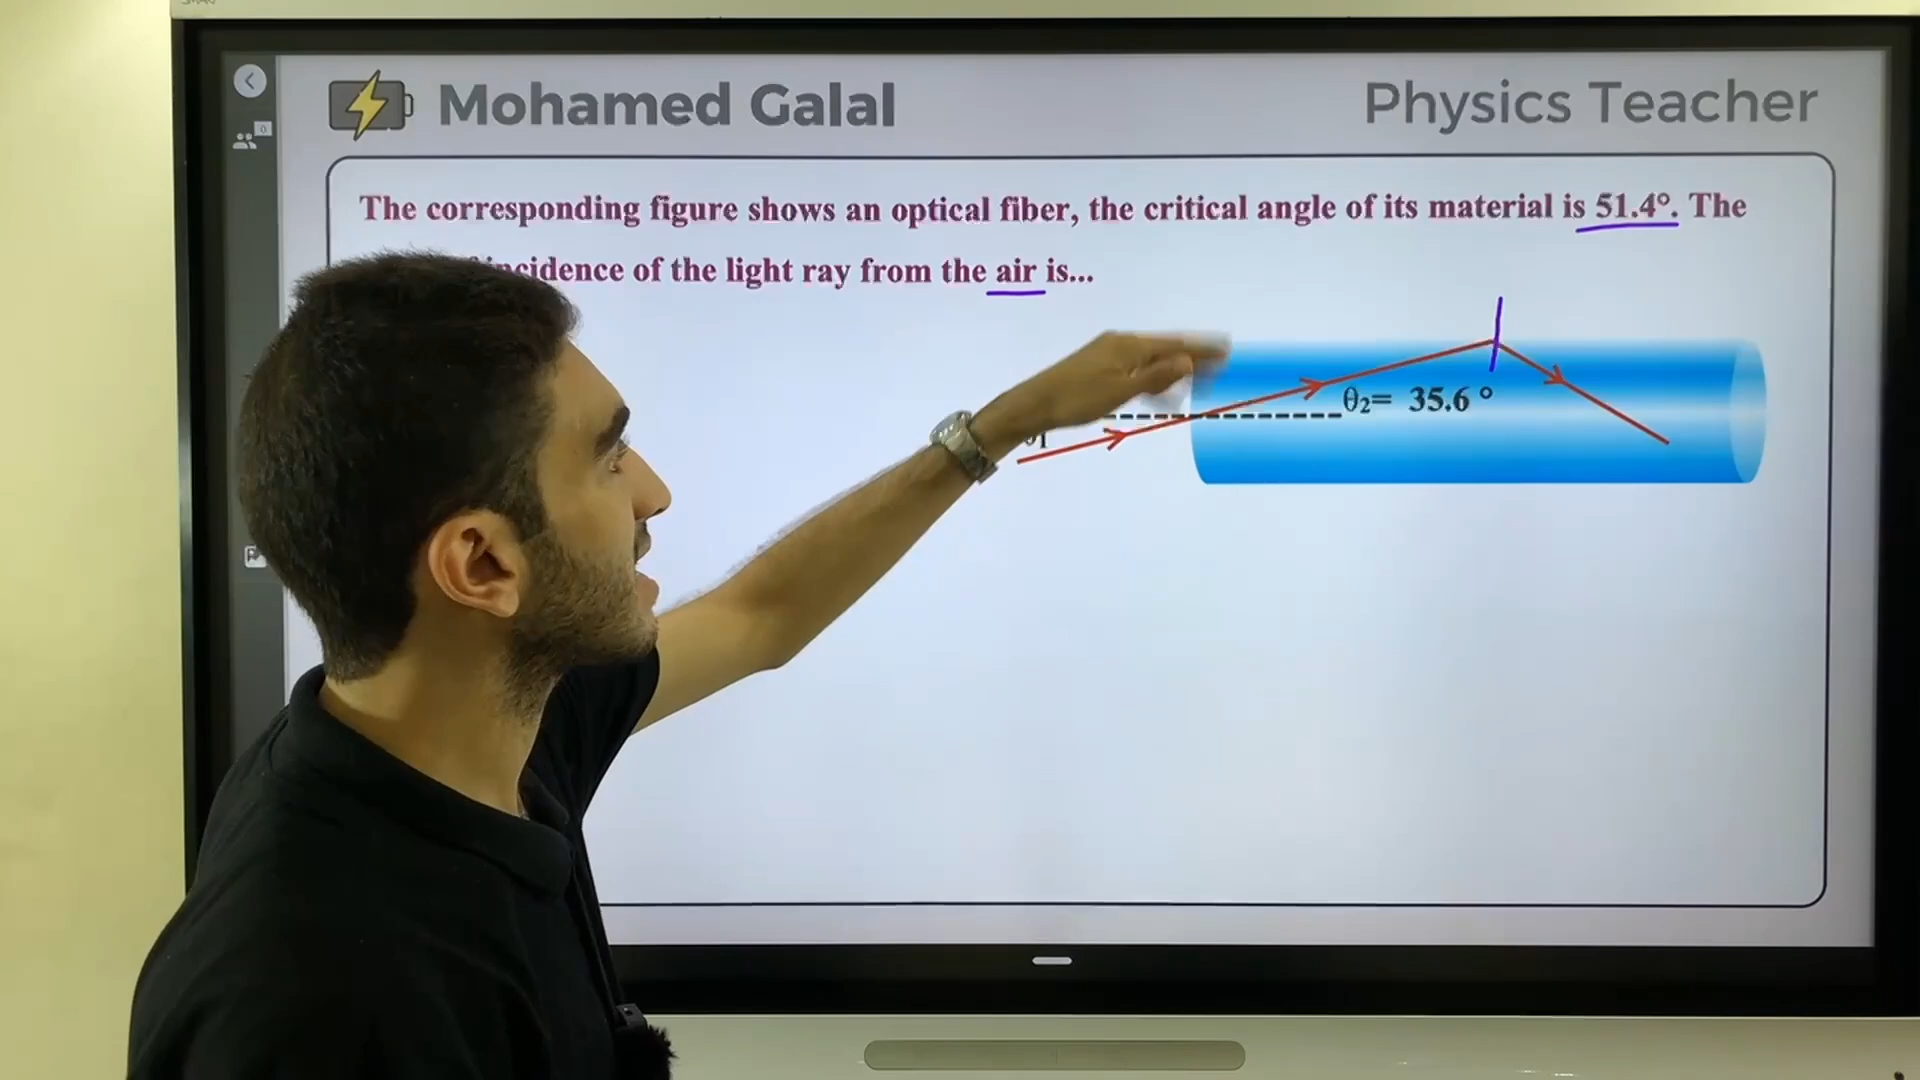 Mohamed Galal
Physics Teacher
The corresponding figure shows an optical fiber, the critical angle of its material is 51.4°. The
incidence of the light ray from the air is...
θ₂= 35.6 °